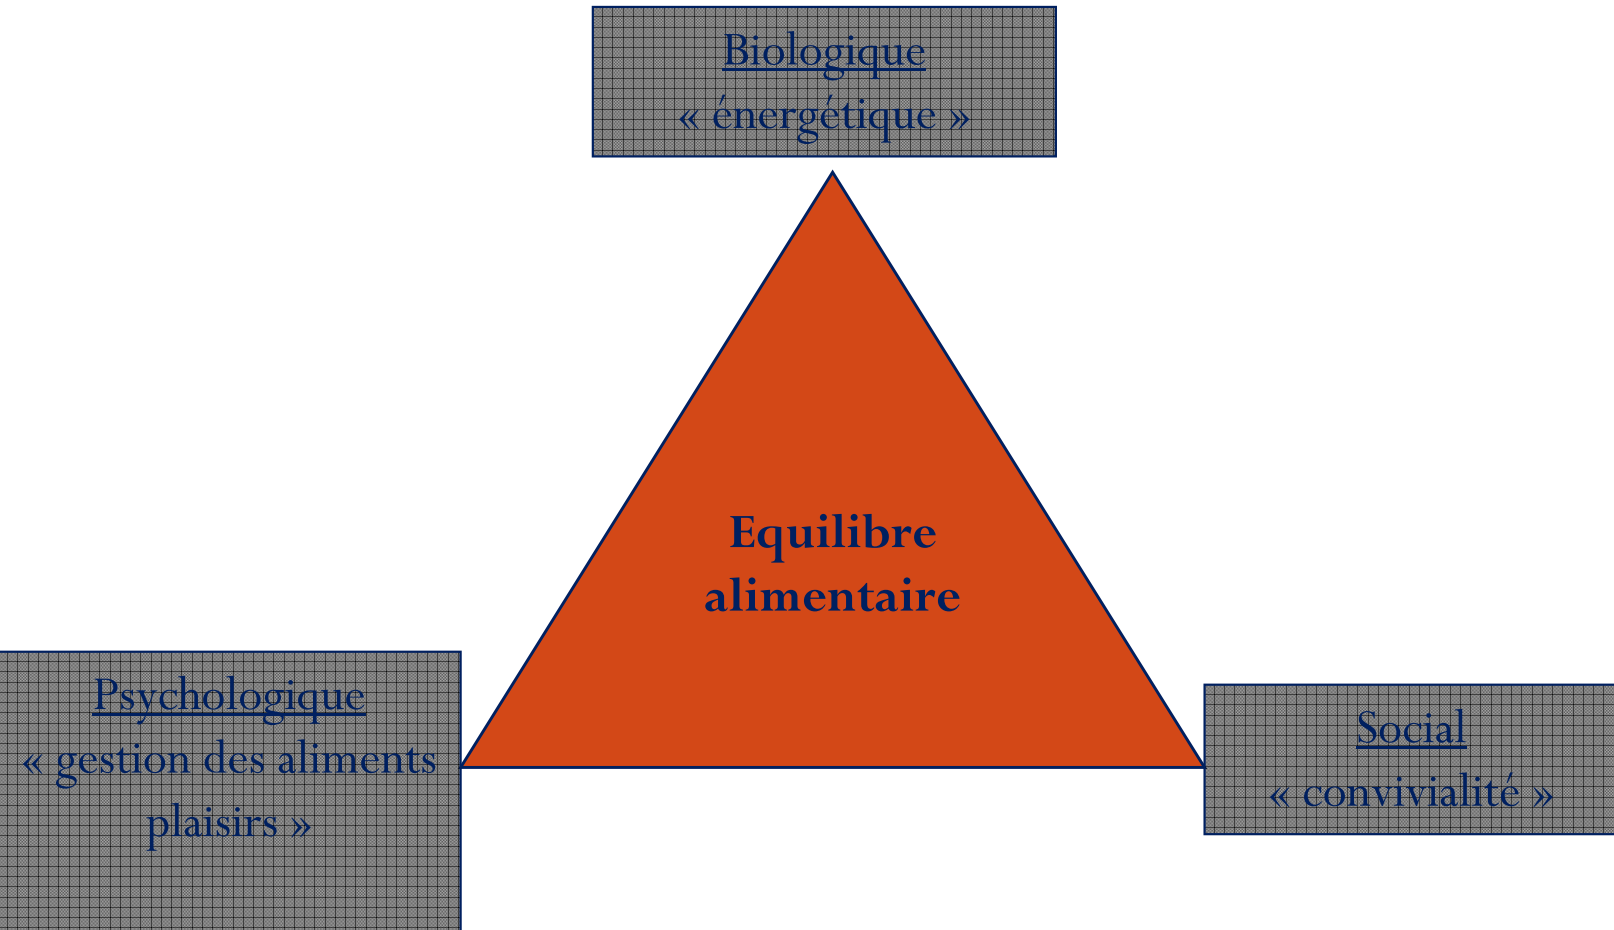 Biologique
« énergétique »
Equilibre
alimentaire
Psychologique
« gestion des aliments
plaisirs »
Social
« convivialité »